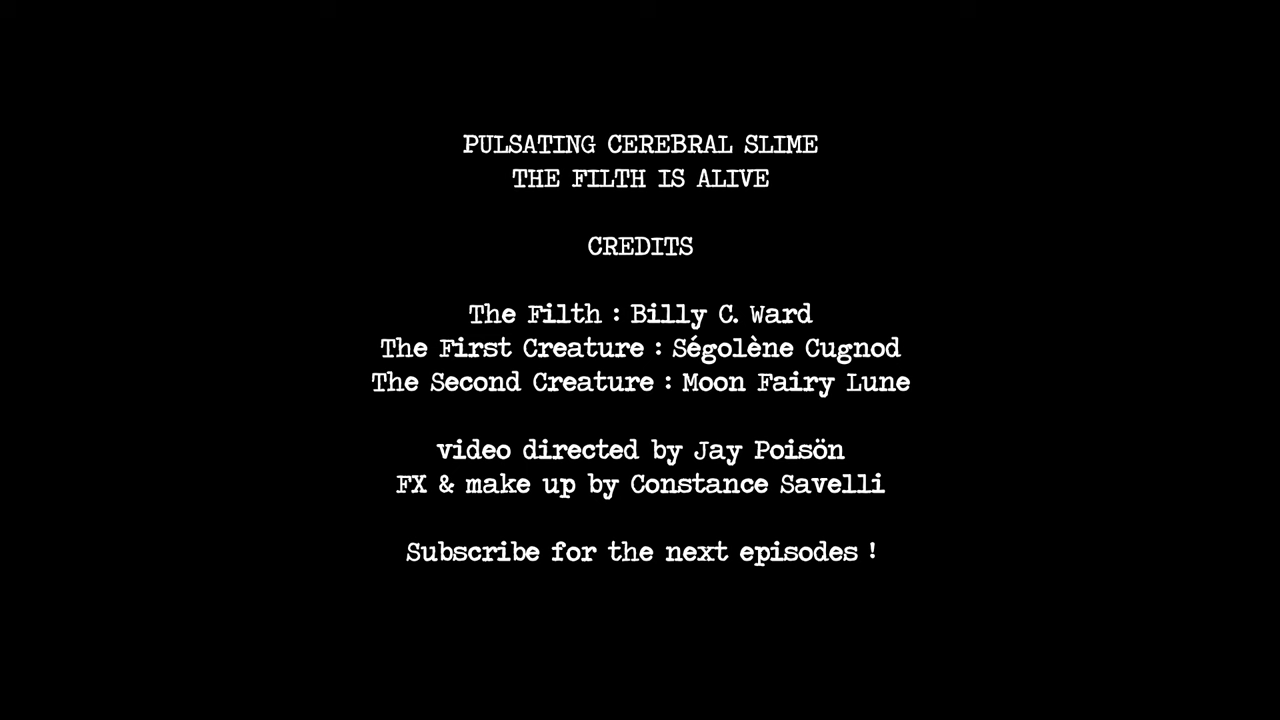 PULSATING CEREBRAL SLIME
THE FILTH IS ALIVE
CREDITS
The Filth : Billy C. Ward
The First Creature : Ségolène Cugnod
The Second Creature : Moon Fairy Lune
video directed by Jay Poisön
FX & make up by Constance Savelli
Subscribe for the next episodes !